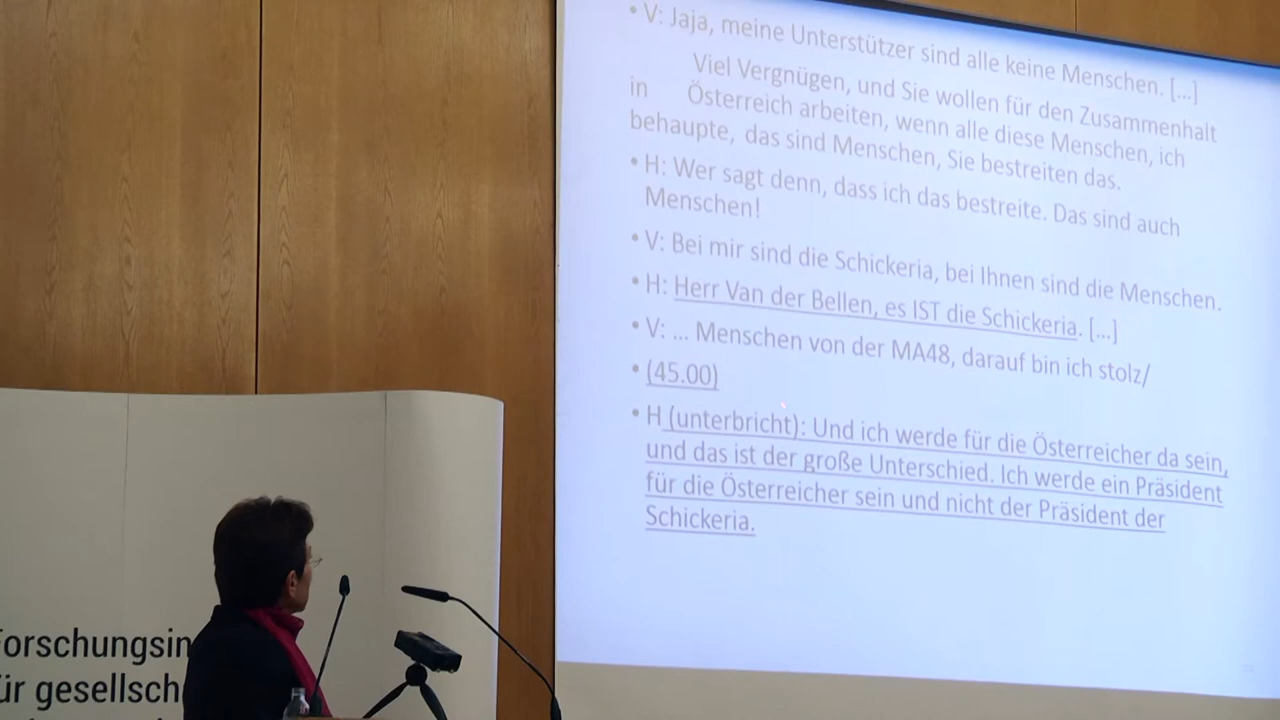 • V: Jaja, meine Unterstützer sind alle keine Menschen. [...]
Viel Vergnügen, und Sie wollen für den Zusammenhalt
in Österreich arbeiten, wenn alle diese Menschen, ich
behaupte, das sind Menschen, Sie bestreiten das.
• H: Wer sagt denn, dass ich das bestreite. Das sind auch
Menschen!
• V: Bei mir sind die Schickeria, bei Ihnen sind die Menschen.
• H: Herr Van der Bellen, es IST die Schickeria. [...]
• V: ... Menschen von der MA48, darauf bin ich stolz/
• (45.00)
• H (unterbricht): Und ich werde für die Österreicher da sein,
und das ist der große Unterschied. Ich werde ein Präsident
für die Österreicher sein und nicht der Präsident der
Schickeria.
Forschungsin
für gesellsch